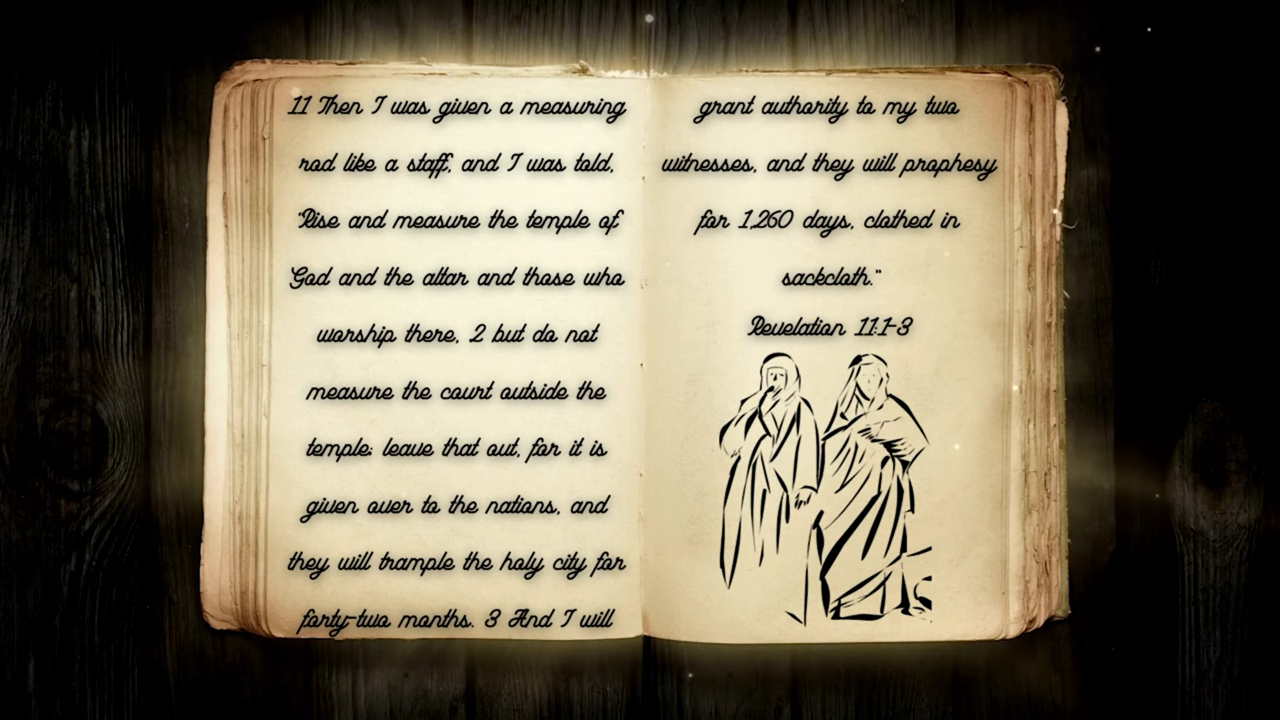 11 Then I was given a measuring
rod like a staff, and I was told,
"Rise and measure the temple of
God and the altar and those who
worship there, 2 but do not
measure the court outside the
temple; leave that out, for it is
given over to the nations, and
they will trample the holy city for
forty-two months. 3 And I will
grant authority to my two
witnesses, and they will prophesy
for 1,260 days, clothed in
sackcloth."
Revelation 11:1-3